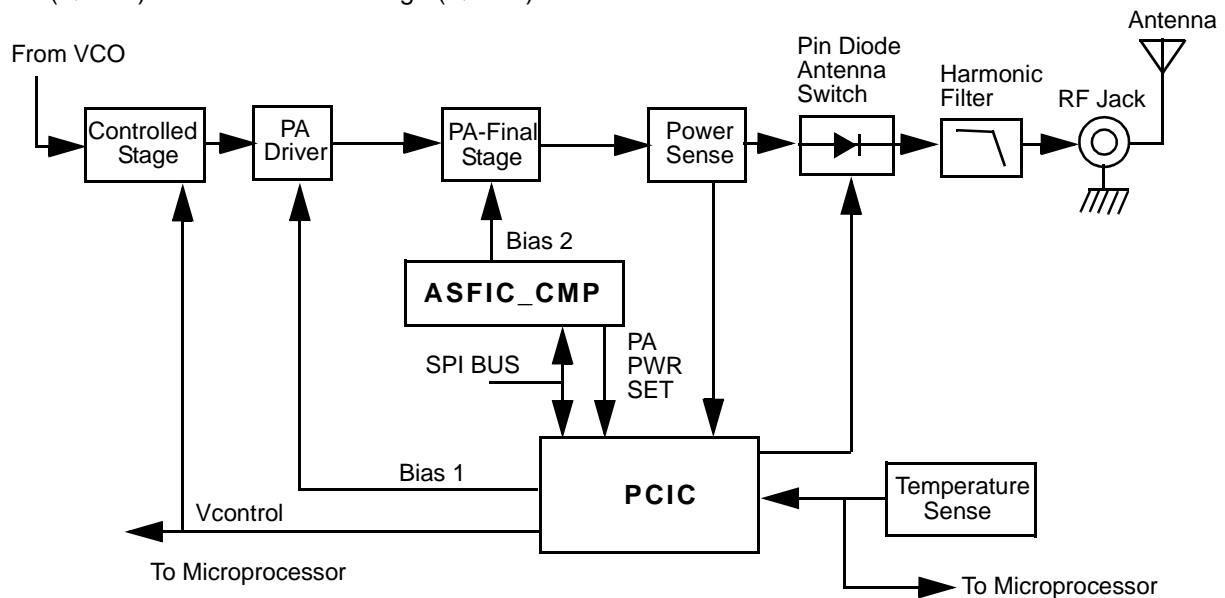 Antenna
From VCO
Pin Diode
Antenna
Switch
Harmonic
Filter
RF Jack
Controlled
Stage
PA
Driver
PA-Final
Stage
Power
Sense
Bias 2
ASFIC_CMP
SPI BUS
PA
PWR
SET
Bias 1
PCIC
Temperature
Sense
Vcontrol
To Microprocessor
To Microprocessor